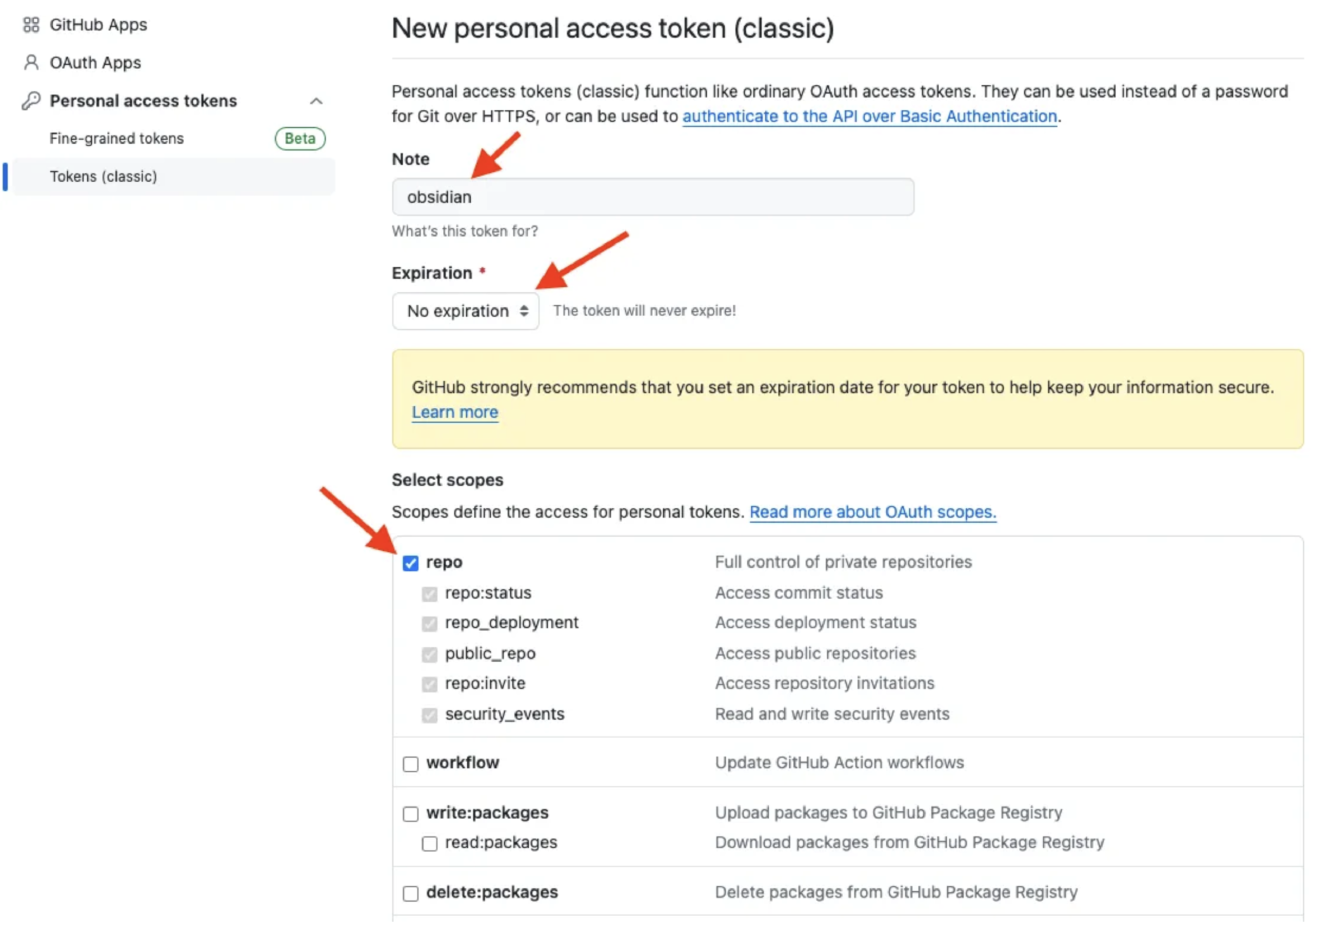 GitHub Apps
OAuth Apps
Personal access tokens
Fine-grained tokens Beta
Tokens (classic)
New personal access token (classic)
Personal access tokens (classic) function like ordinary OAuth access tokens. They can be used instead of a password
for Git over HTTPS, or can be used to authenticate to the API over Basic Authentication.
Note
obsidian
What's this token for?
Expiration *
No expiration The token will never expire!
GitHub strongly recommends that you set an expiration date for your token to help keep your information secure.
Learn more
Select scopes
Scopes define the access for personal tokens. Read more about OAuth scopes.
repo Full control of private repositories
repo:status Access commit status
repo_deployment Access deployment status
public_repo Access public repositories
repo:invite Access repository invitations
security_events Read and write security events
workflow Update GitHub Action workflows
write:packages Upload packages to GitHub Package Registry
read:packages Download packages from GitHub Package Registry
delete:packages Delete packages from GitHub Package Registry